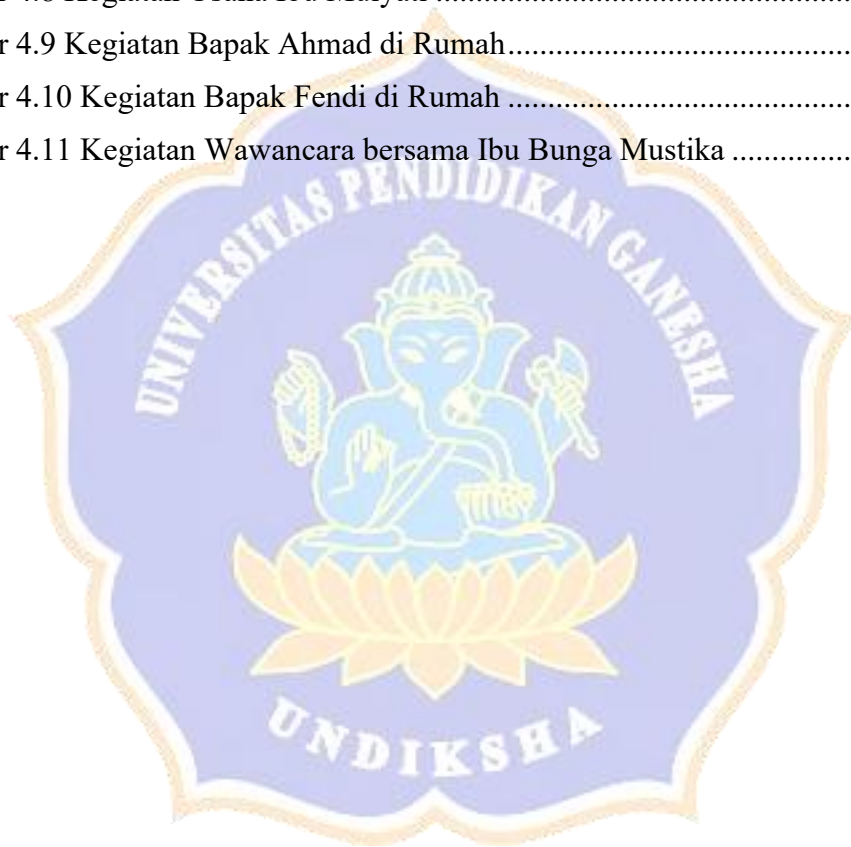 r 4.9 Kegiatan Bapak Ahmad di Rumah..............................................
r 4.10 Kegiatan Bapak Fendi di Rumah ..............................................
r 4.11 Kegiatan Wawancara bersama Ibu Bunga Mustika ...............
UNIVERSITAS PENDIDIKAN GANESHA
UNDIKSHA